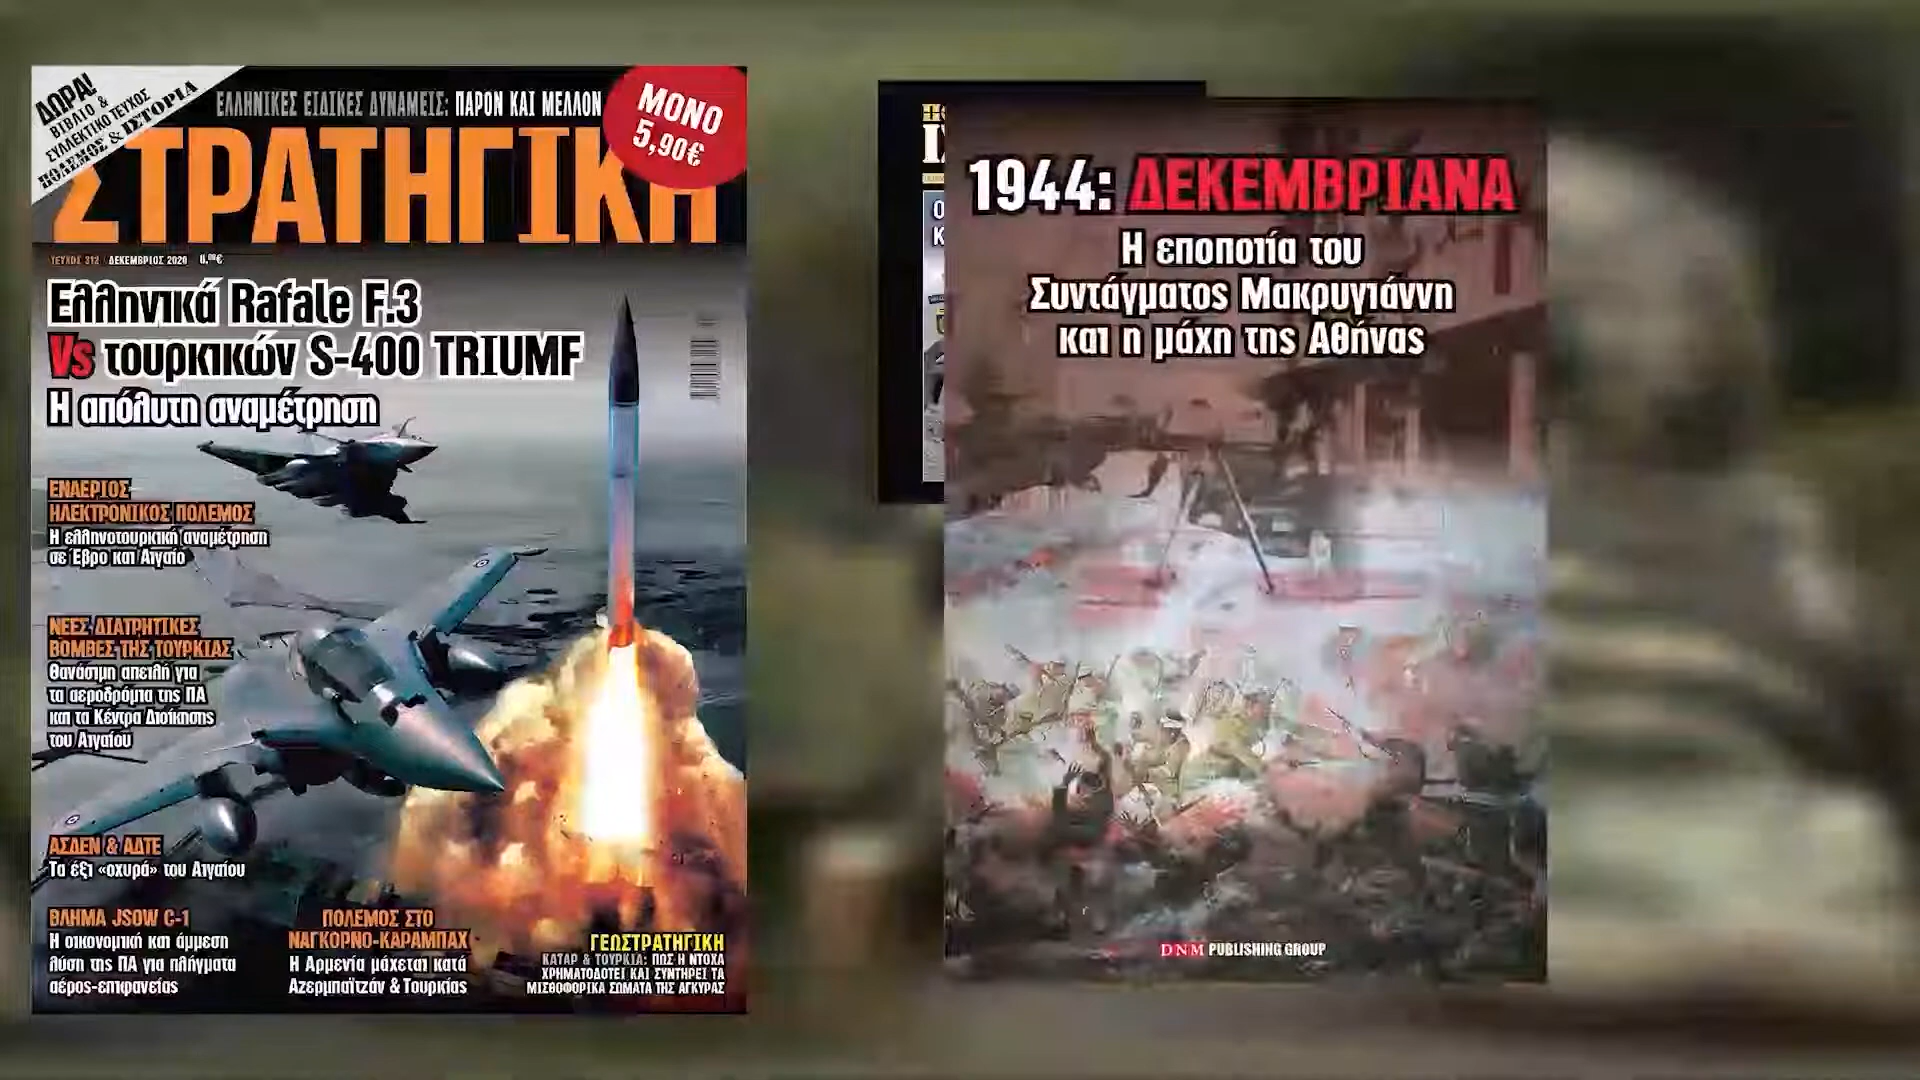 ΔΩΡΑ!
ΒΙΒΛΙΟ &
ΣΥΛΛΕΚΤΙΚΟ ΤΕΥΧΟΣ
ΠΟΛΕΜΟΣ & ΙΣΤΟΡΙΑ
ΕΛΛΗΝΙΚΕΣ ΕΙΔΙΚΕΣ ΔΥΝΑΜΕΙΣ: ΠΑΡΟΝ ΚΑΙ ΜΕΛΛΟΝ
ΜΟΝΟ
5,90€
ΣΤΡΑΤΗΓΙΚΗ
ΤΕΥΧΟΣ 312 ΔΕΚΕΜΒΡΙΟΣ 2020
Ελληνικά Rafale F.3
Vs τουρκικών S-400 TRIUMF
Η απόλυτη αναμέτρηση
ΕΝΑΕΡΙΟΣ
ΗΛΕΚΤΡΟΝΙΚΟΣ ΠΟΛΕΜΟΣ
Η ελληνοτουρκική αναμέτρηση
σε Έβρο και Αιγαίο
ΝΕΕΣ ΔΙΑΤΡΗΤΙΚΕΣ
ΒΟΜΒΕΣ ΤΗΣ ΤΟΥΡΚΙΑΣ
Θανάσιμη απειλή για
τα αεροδρόμια της ΠΑ
και τα Κέντρα Διοίκησης
του Αιγαίου
ΑΣΔΕΝ & ΑΔΤΕ
Τα έξι «οχυρά» του Αιγαίου
ΒΛΗΜΑ JSOW C-1
Η οικονομική και άμμεση
λύση της ΠΑ για πλήγματα
αέρος-επιφανείας
ΠΟΛΕΜΟΣ ΣΤΟ
ΝΑΓΚΟΡΝΟ-ΚΑΡΑΜΠΑΧ
Η Αρμενία μάχεται κατά
Αζερμπαϊτζάν & Τουρκίας
ΓΕΩΣΤΡΑΤΗΓΙΚΗ
ΚΑΤΑΡ & ΤΟΥΡΚΙΑ: ΠΩΣ Η ΝΤΟΧΑ
ΧΡΗΜΑΤΟΔΟΤΕΙ ΚΑΙ ΣΥΝΤΗΡΕΙ ΤΑ
ΜΙΣΘΟΦΟΡΙΚΑ ΣΩΜΑΤΑ ΤΗΣ ΑΓΚΥΡΑΣ
1944: ΔΕΚΕΜΒΡΙΑΝΑ
Η εποποιία του
Συντάγματος Μακρυγιάννη
και η μάχη της Αθήνας
DNM PUBLISHING GROUP